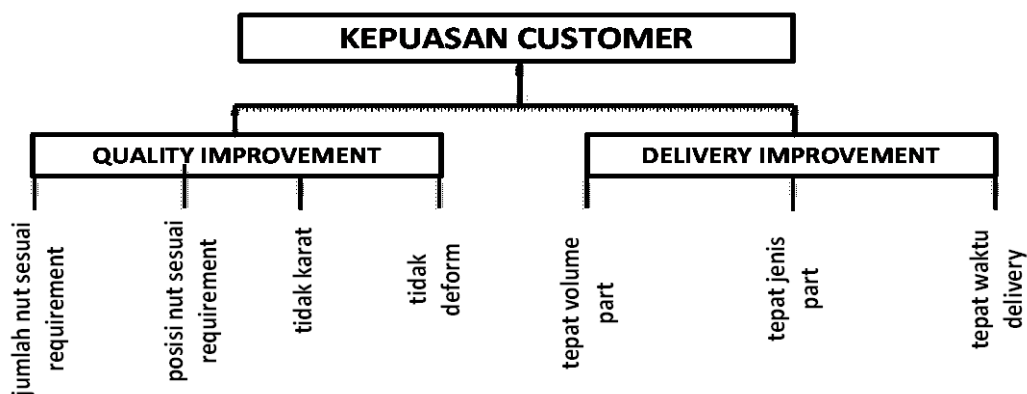 KEPUASAN CUSTOMER
QUALITY IMPROVEMENT
DELIVERY IMPROVEMENT
jumlah nut sesuai
requirement
posisi nut sesuai
requirement
tidak karat
tidak
deform
tepat volume
part
tepat jenis
part
tepat waktu
delivery